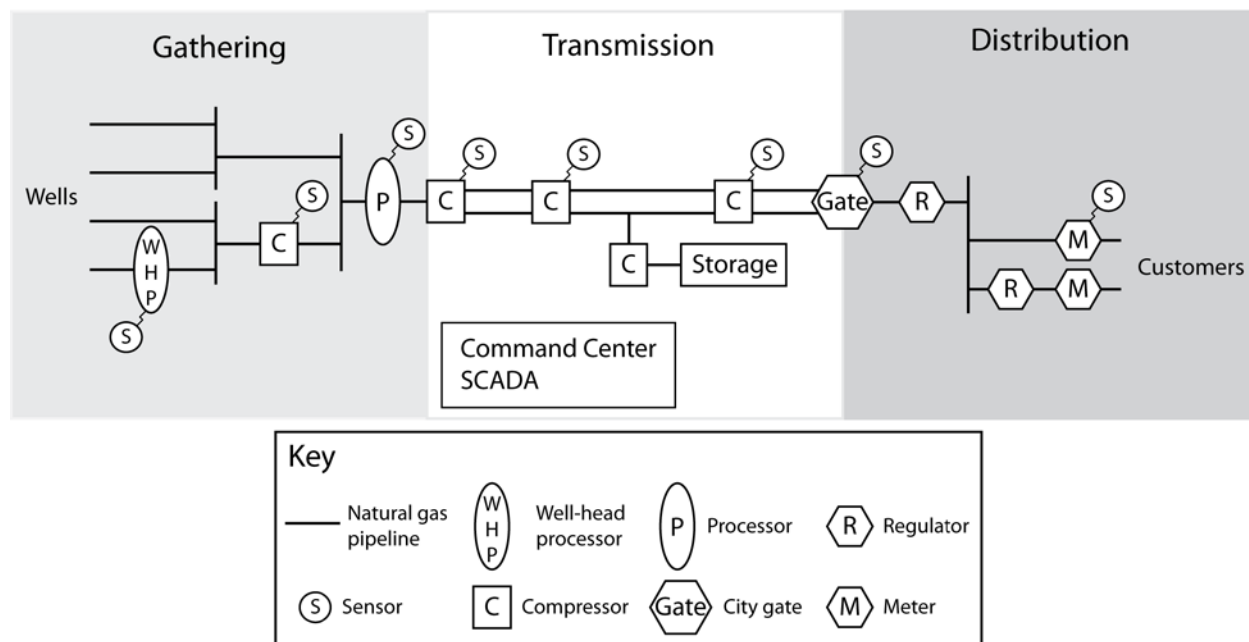 Gathering
Transmission
Distribution
Wells
W
H
P
S
C
S
P
S
C
S
C
S
C
S
C
Storage
Gate
S
R
M
S
R
M
Customers
Command Center
SCADA
Key
Natural gas
pipeline
W
H
P
Well-head
processor
P
Processor
R
Regulator
S
Sensor
C
Compressor
Gate
City gate
M
Meter